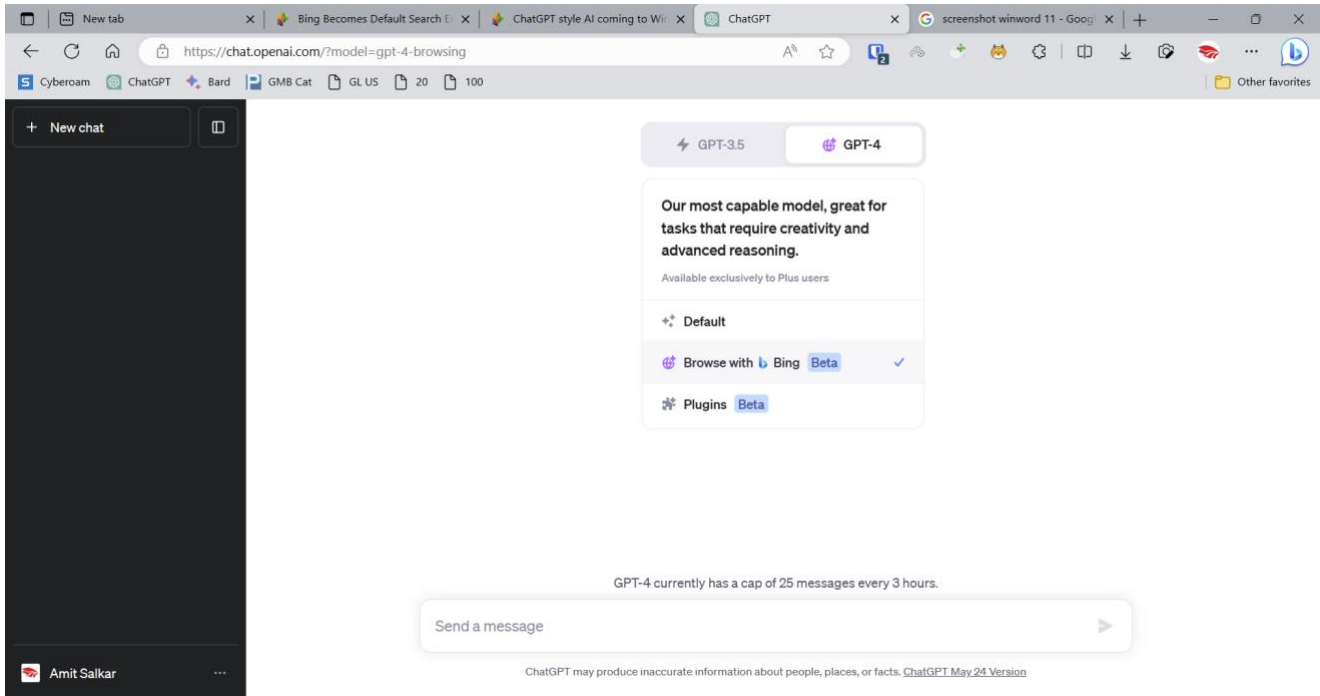 New tab
Bing Becomes Default Search E
ChatGPT style AI coming to Wi
ChatGPT
screenshot winword 11 - Googl
https://chat.openai.com/?model=gpt-4-browsing
2
Cyberoam
ChatGPT
Bard
GMB Cat
GL US
20
100
Other favorites
+ New chat
GPT-3.5
GPT-4
Our most capable model, great for
tasks that require creativity and
advanced reasoning.
Available exclusively to Plus users
Default
Browse with Bing Beta
Plugins Beta
GPT-4 currently has a cap of 25 messages every 3 hours.
Send a message
Amit Salkar
ChatGPT may produce inaccurate information about people, places, or facts. ChatGPT May 24 Version